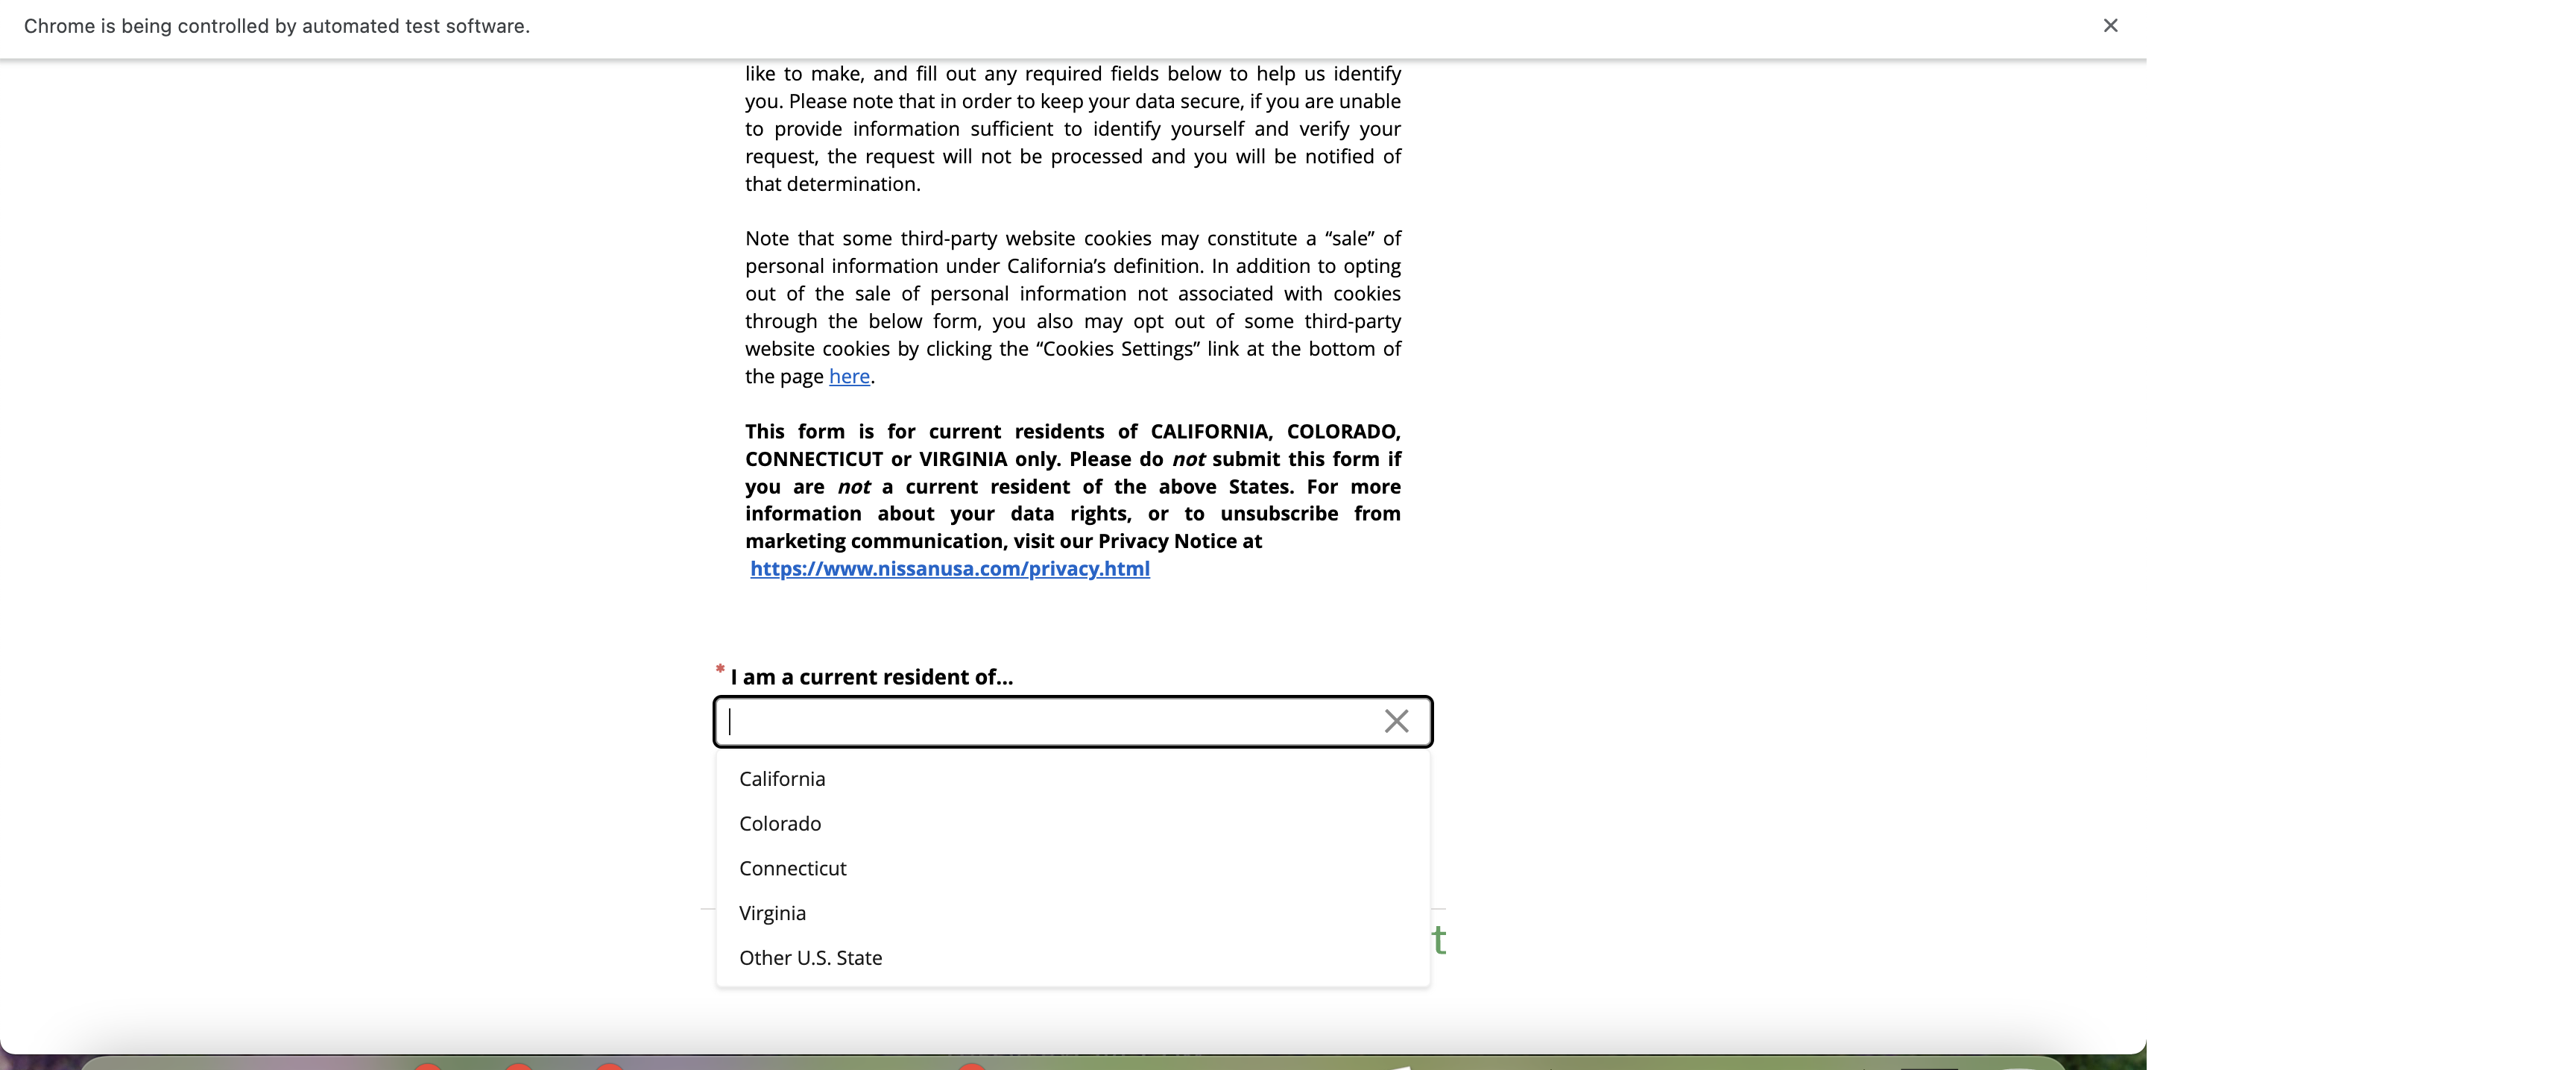 Chrome is being controlled by automated test software.
like to make, and fill out any required fields below to help us identify
you. Please note that in order to keep your data secure, if you are unable
to provide information sufficient to identify yourself and verify your
request, the request will not be processed and you will be notified of
that determination.
Note that some third-party website cookies may constitute a “sale” of
personal information under California’s definition. In addition to opting
out of the sale of personal information not associated with cookies
through the below form, you also may opt out of some third-party
website cookies by clicking the “Cookies Settings” link at the bottom of
the page here.
This form is for current residents of CALIFORNIA, COLORADO,
CONNECTICUT or VIRGINIA only. Please do not submit this form if
you are not a current resident of the above States. For more
information about your data rights, or to unsubscribe from
marketing communication, visit our Privacy Notice at
https://www.nissanusa.com/privacy.html
* I am a current resident of...
California
Colorado
Connecticut
Virginia
t
Other U.S. State